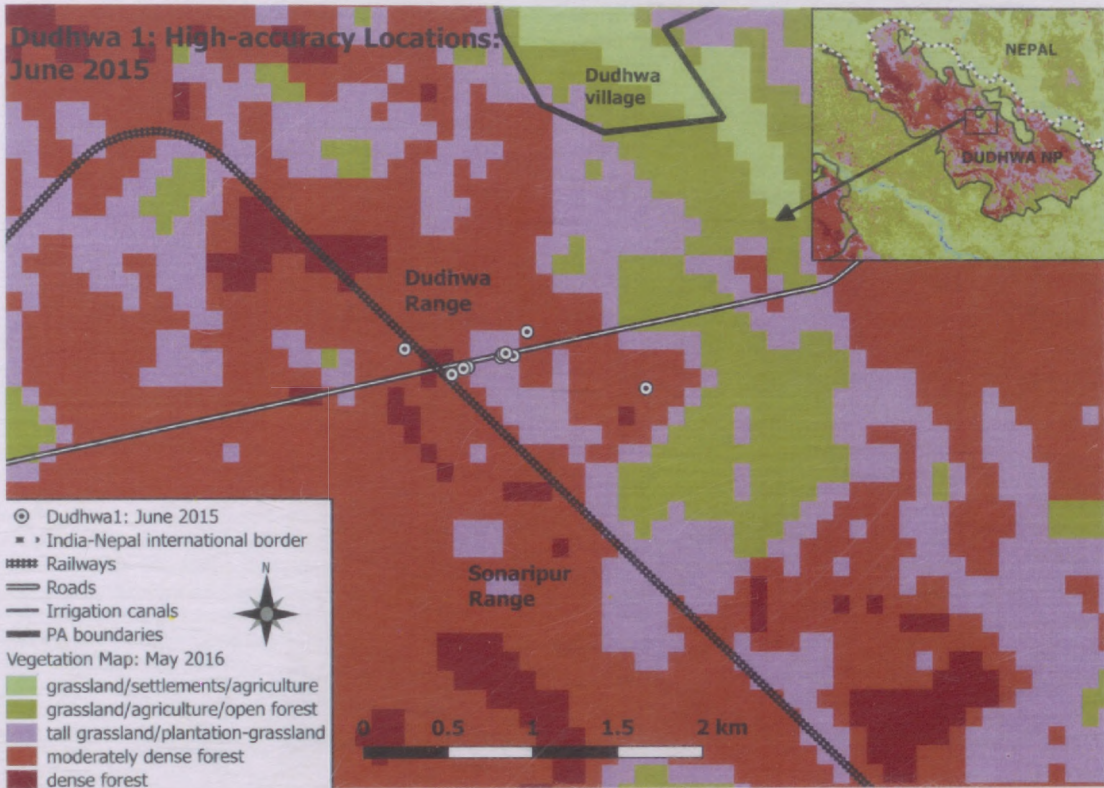 Dudhwa 1: High-accuracy Locations:
June 2015
Dudhwa
village
NEPAL
DUDHWA NP
Dudhwa
Range
Sonaripur
Range
Dudhwa1: June 2015
India-Nepal international border
Railways
Roads
Irrigation canals
PA boundaries
N
Vegetation Map: May 2016
grassland/settlements/agriculture
grassland/agriculture/open forest
tall grassland/plantation-grassland
moderately dense forest
dense forest
0 0.5 1 1.5 2 km